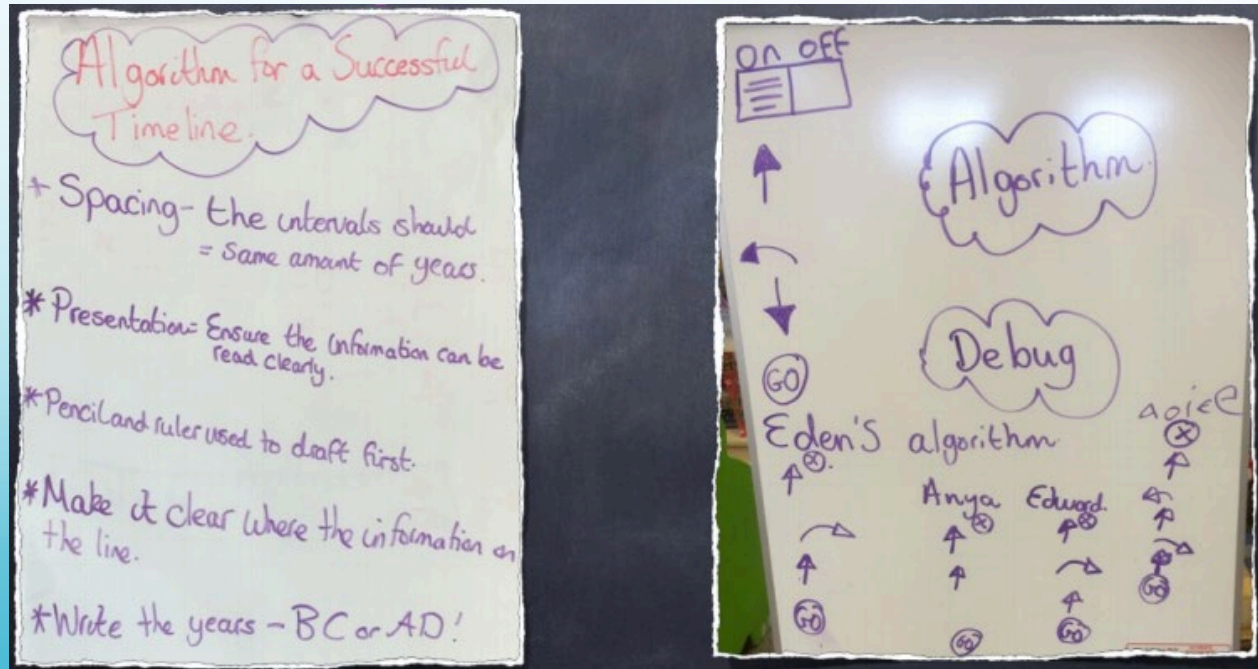 Algorithm for a Successful
Timeline.
* Spacing - the intervals should
= Same amount of years.
* Presentation = Ensure the information can be
read clearly.
* Pencil and ruler used to draft first.
* Make it clear where the information on
the line.
* Write the years - BC or AD!
On OFF
Algorithm.
GO
Debug
Eden's algorithm
Anya Edward.
GO
GO
GO
GO